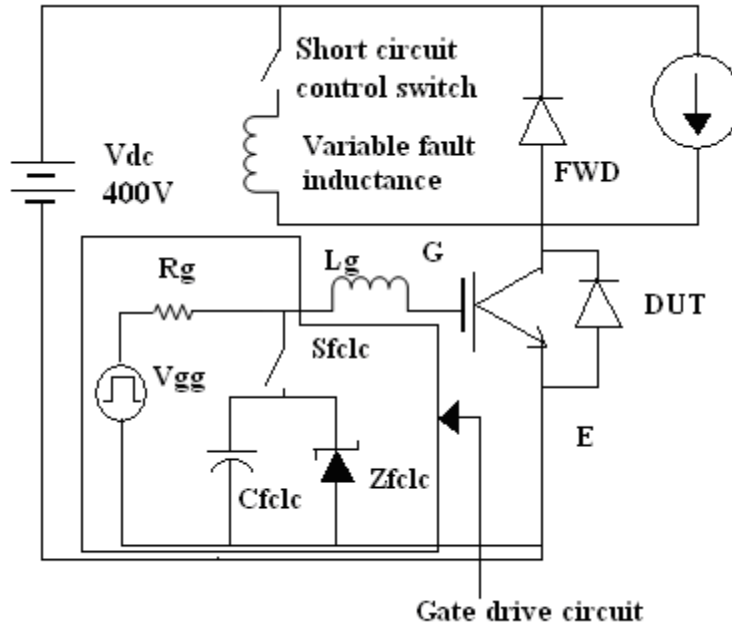 Short circuit
control switch
Vdc
400V
Variable fault
inductance
FWD
Rg
Lg
G
DUT
Vgg
Sfclc
E
Cfclc
Zfclc
Gate drive circuit